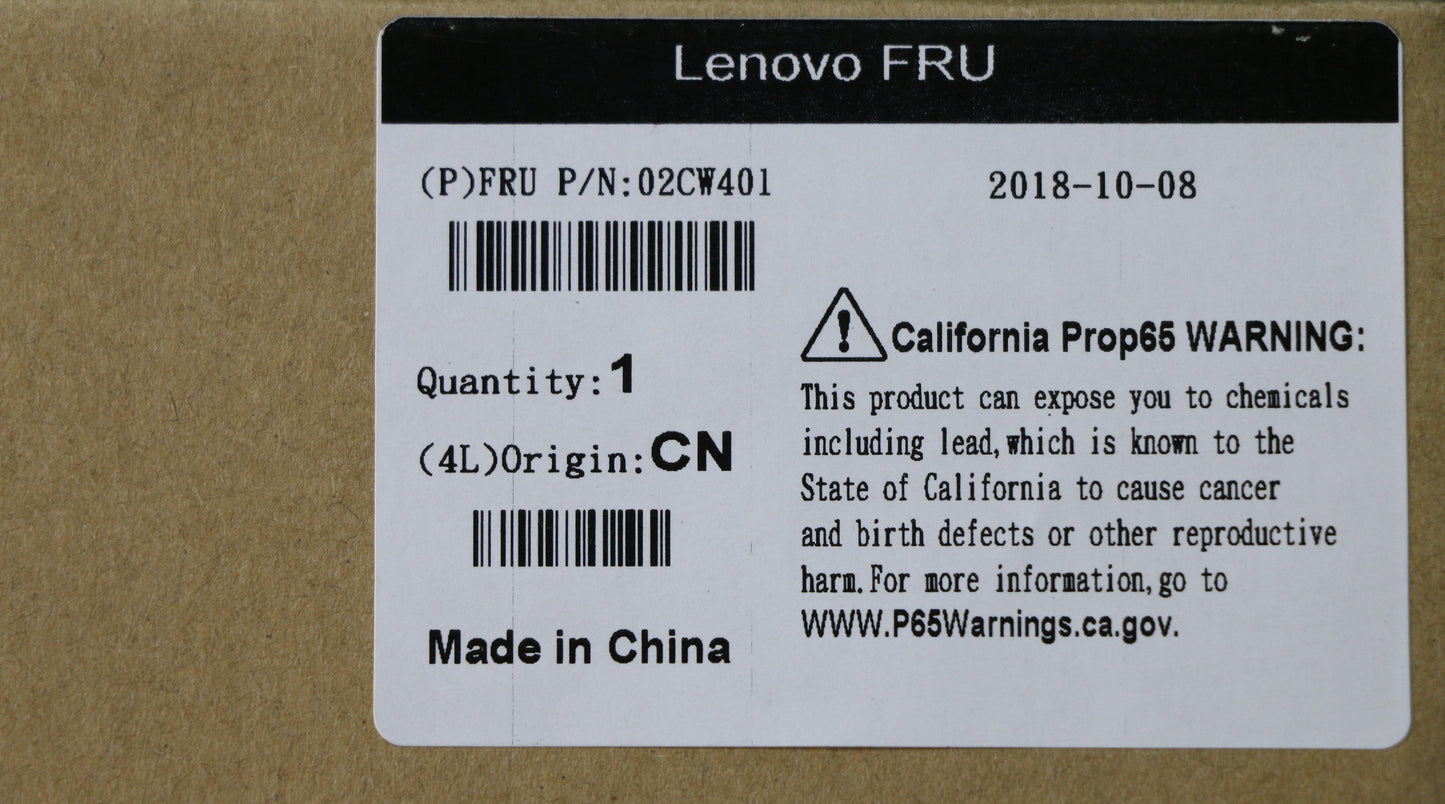 Lenovo FRU
(P)FRU P/N:02CW401
2018-10-08
Quantity:1
(4L)Origin:CN
Made in China
California Prop65 WARNING:
This product can expose you to chemicals
including lead,which is known to the
State of California to cause cancer
and birth defects or other reproductive
harm.For more information,go to
WWW.P65Warnings.ca.gov.